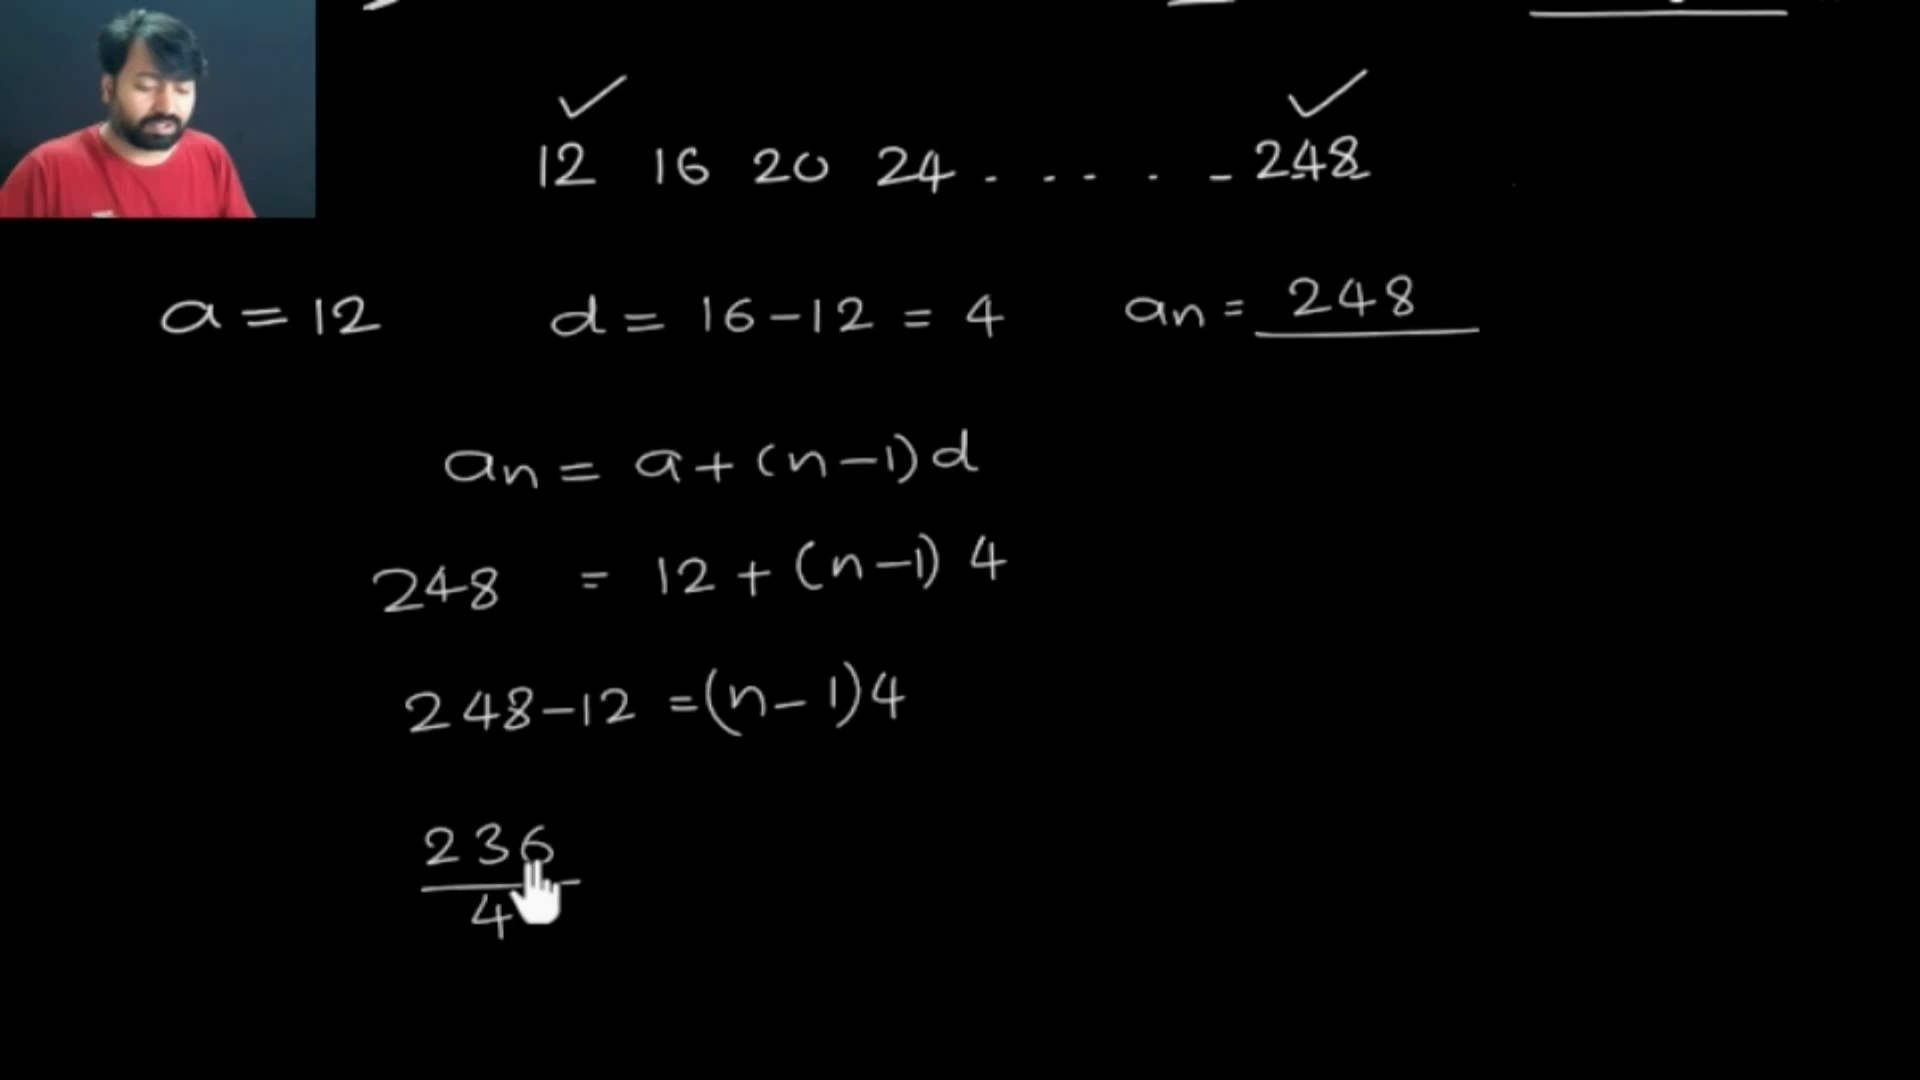 12 16 20 24 . . . . . 248
a = 12 d = 16 - 12 = 4 an = 248
an = a + (n - 1) d
248 = 12 + (n - 1) 4
248 - 12 = (n - 1) 4
236
4